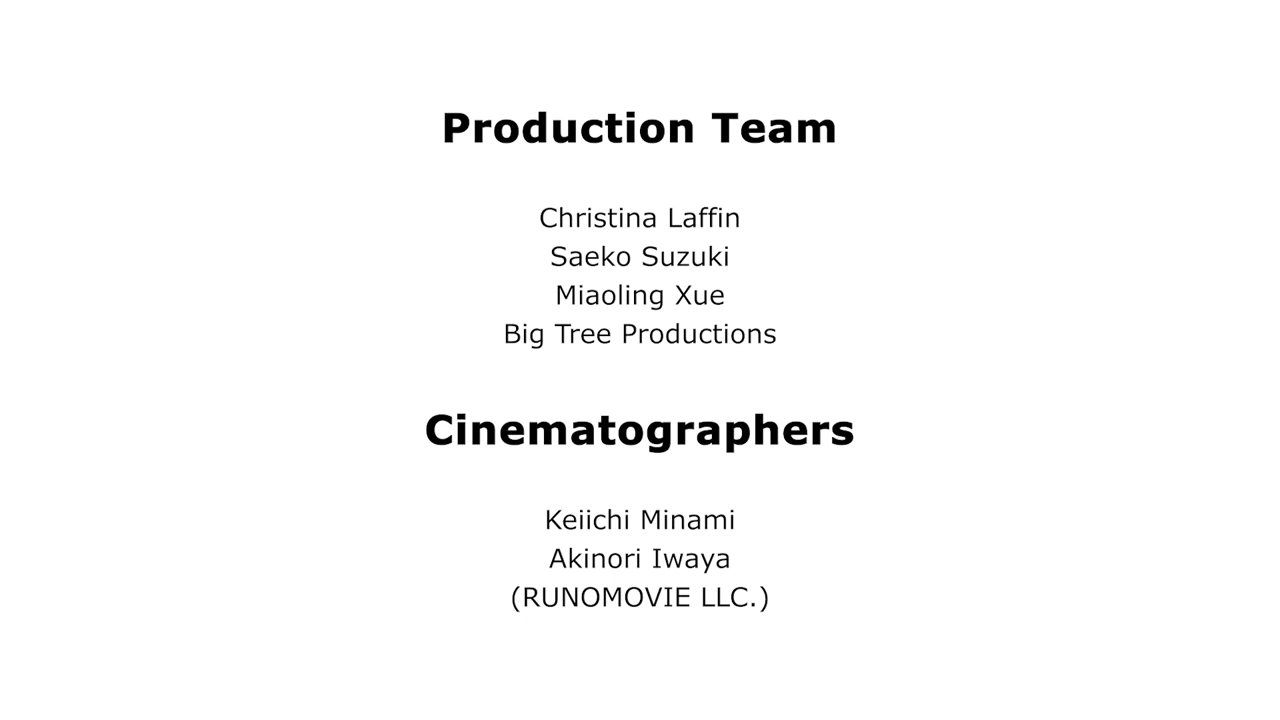 Production Team
Christina Laffin
Saeko Suzuki
Miaoling Xue
Big Tree Productions
Cinematographers
Keiichi Minami
Akinori Iwaya
(RUNOMOVIE LLC.)